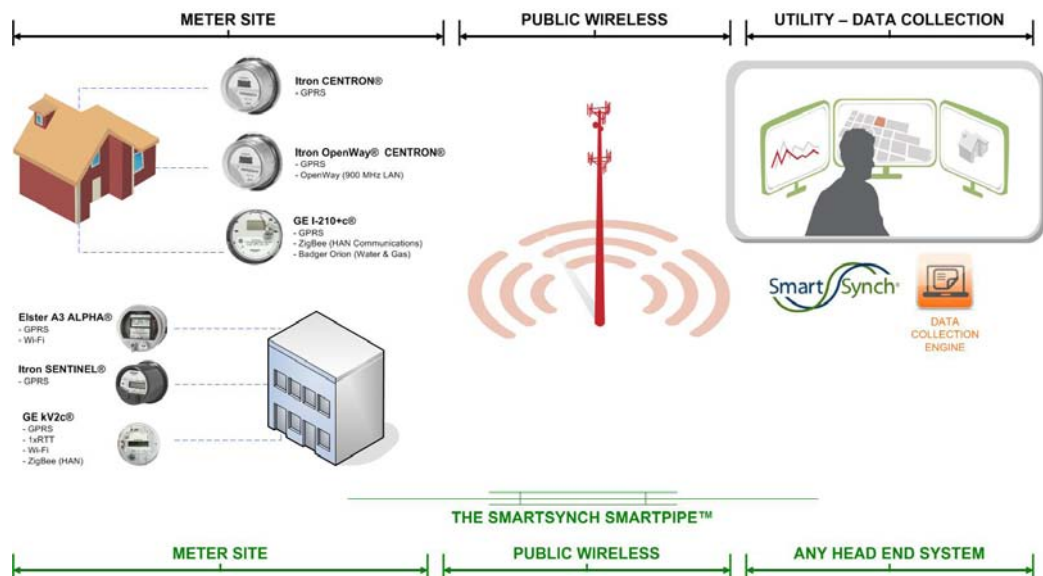 METER SITE
PUBLIC WIRELESS
UTILITY – DATA COLLECTION
Itron CENTRON®
- GPRS
Itron OpenWay® CENTRON®
- GPRS
- OpenWay (900 MHz LAN)
GE I-210+c®
- GPRS
- ZigBee (HAN Communications)
- Badger Orion (Water & Gas)
Elster A3 ALPHA®
- GPRS
- Wi-Fi
Itron SENTINEL®
- GPRS
GE kV2c®
- GPRS
- 1xRTT
- Wi-Fi
- ZigBee (HAN)
SmartSynch®
DATA
COLLECTION
ENGINE
THE SMARTSYNCH SMARTPIPE™
METER SITE
PUBLIC WIRELESS
ANY HEAD END SYSTEM